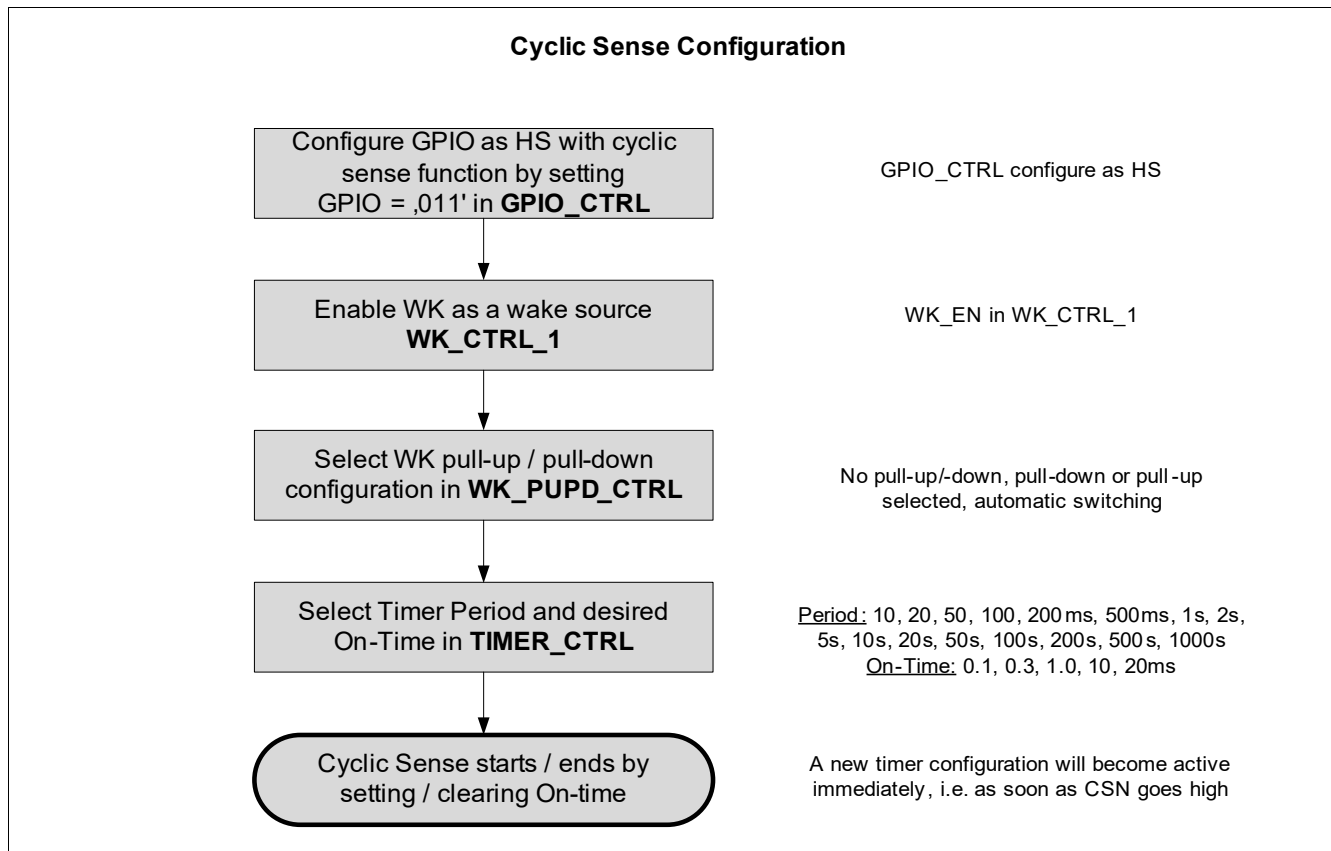 Cyclic Sense Configuration
Configure GPIO as HS with cyclic
sense function by setting
GPIO = ‚011' in GPIO_CTRL
GPIO_CTRL configure as HS
Enable WK as a wake source
WK_CTRL_1
WK_EN in WK_CTRL_1
Select WK pull-up / pull-down
configuration in WK_PUPD_CTRL
No pull-up/-down, pull-down or pull-up
selected, automatic switching
Select Timer Period and desired
On-Time in TIMER_CTRL
Period: 10, 20, 50, 100, 200ms, 500ms, 1s, 2s,
5s, 10s, 20s, 50s, 100s, 200s, 500s, 1000s
On-Time: 0.1, 0.3, 1.0, 10, 20ms
Cyclic Sense starts / ends by
setting / clearing On-time
A new timer configuration will become active
immediately, i.e. as soon as CSN goes high